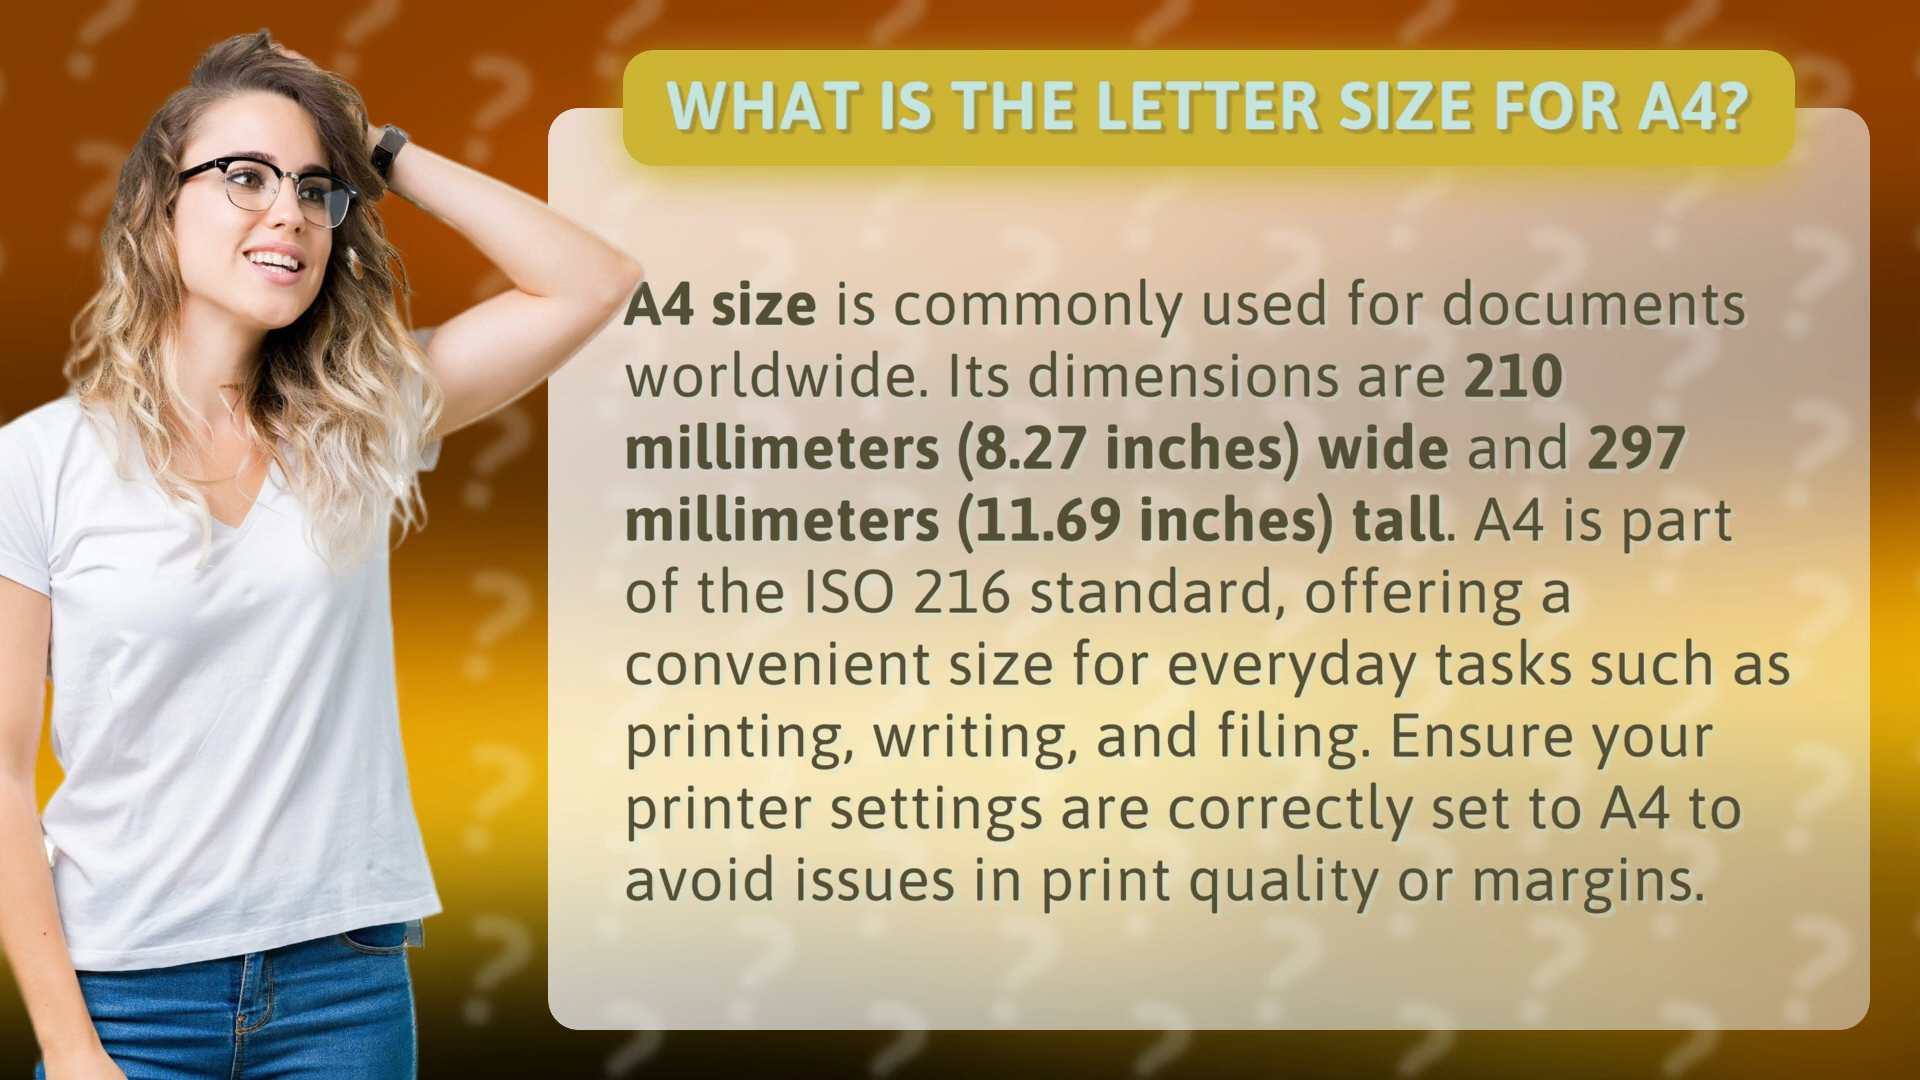 WHAT IS THE LETTER SIZE FOR A4?
A4 size is commonly used for documents
worldwide. Its dimensions are 210
millimeters (8.27 inches) wide and 297
millimeters (11.69 inches) tall. A4 is part
of the ISO 216 standard, offering a
convenient size for everyday tasks such as
printing, writing, and filing. Ensure your
printer settings are correctly set to A4 to
avoid issues in print quality or margins.